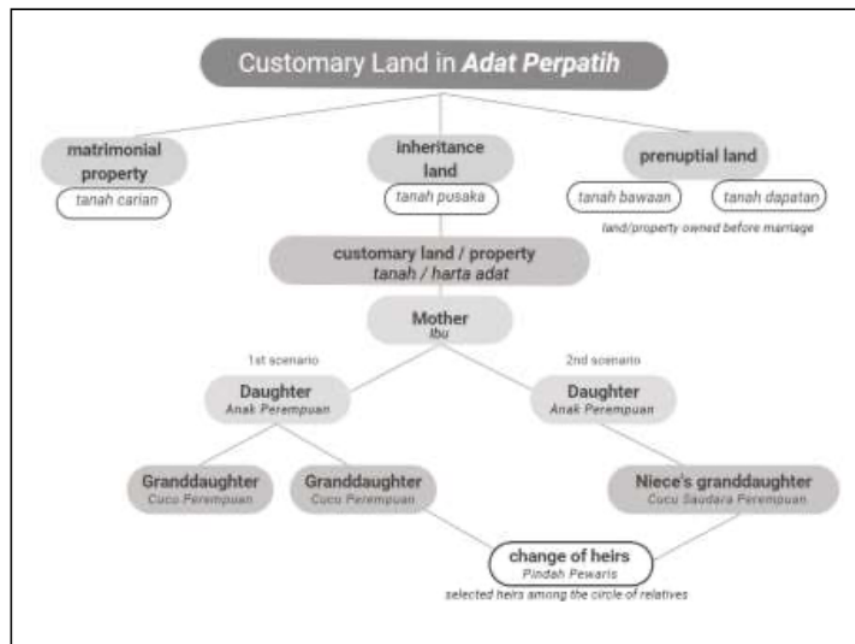 Customary Land in Adat Perpatih
matrimonial
property
tanah carian
inheritance
land
tanah pusaka
prenuptial land
tanah bawaan
tanah dapatan
land/property owned before marriage
customary land / property
tanah / harta adat
Mother
Ibu
1st scenario
2nd scenario
Daughter
Anak Perempuan
Daughter
Anak Perempuan
Granddaughter
Cucu Perempuan
Granddaughter
Cucu Perempuan
Niece's granddaughter
Cucu Saudara Perempuan
change of heirs
Pindah Pewaris
selected heirs among the circle of relatives